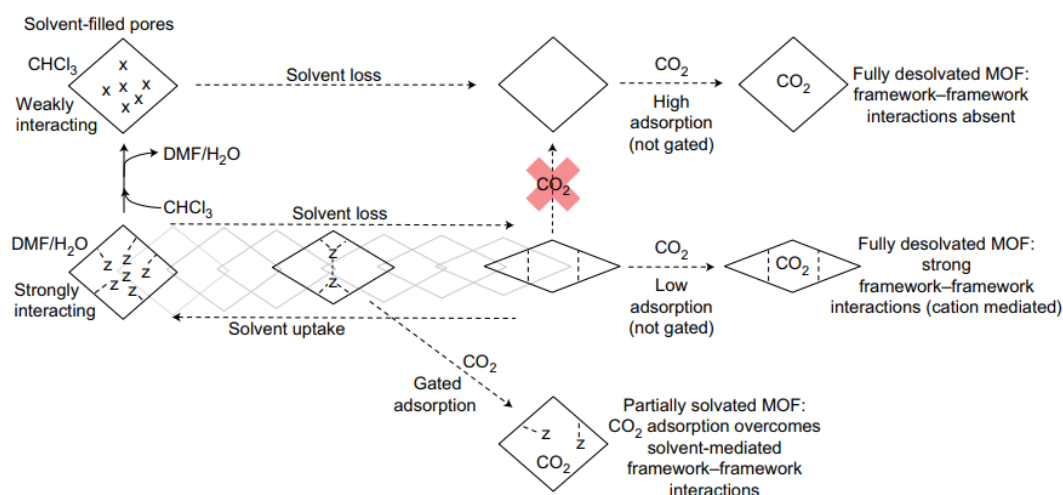 Solvent-filled pores
CHCl3
x
x x x
x x
Weakly
interacting
Solvent loss
CO2
High
adsorption
(not gated)
CO2
Fully desolvated MOF:
framework–framework
interactions absent
DMF/H2O
CHCl3
CO2
Solvent loss
DMF/H2O
z
z z z
z z
Strongly
interacting
z
z
CO2
Low
adsorption
(not gated)
CO2
Fully desolvated MOF:
strong
framework–framework
interactions (cation mediated)
Solvent uptake
CO2
Gated
adsorption
z
z
CO2
Partially solvated MOF:
CO2 adsorption overcomes
solvent-mediated
framework–framework
interactions